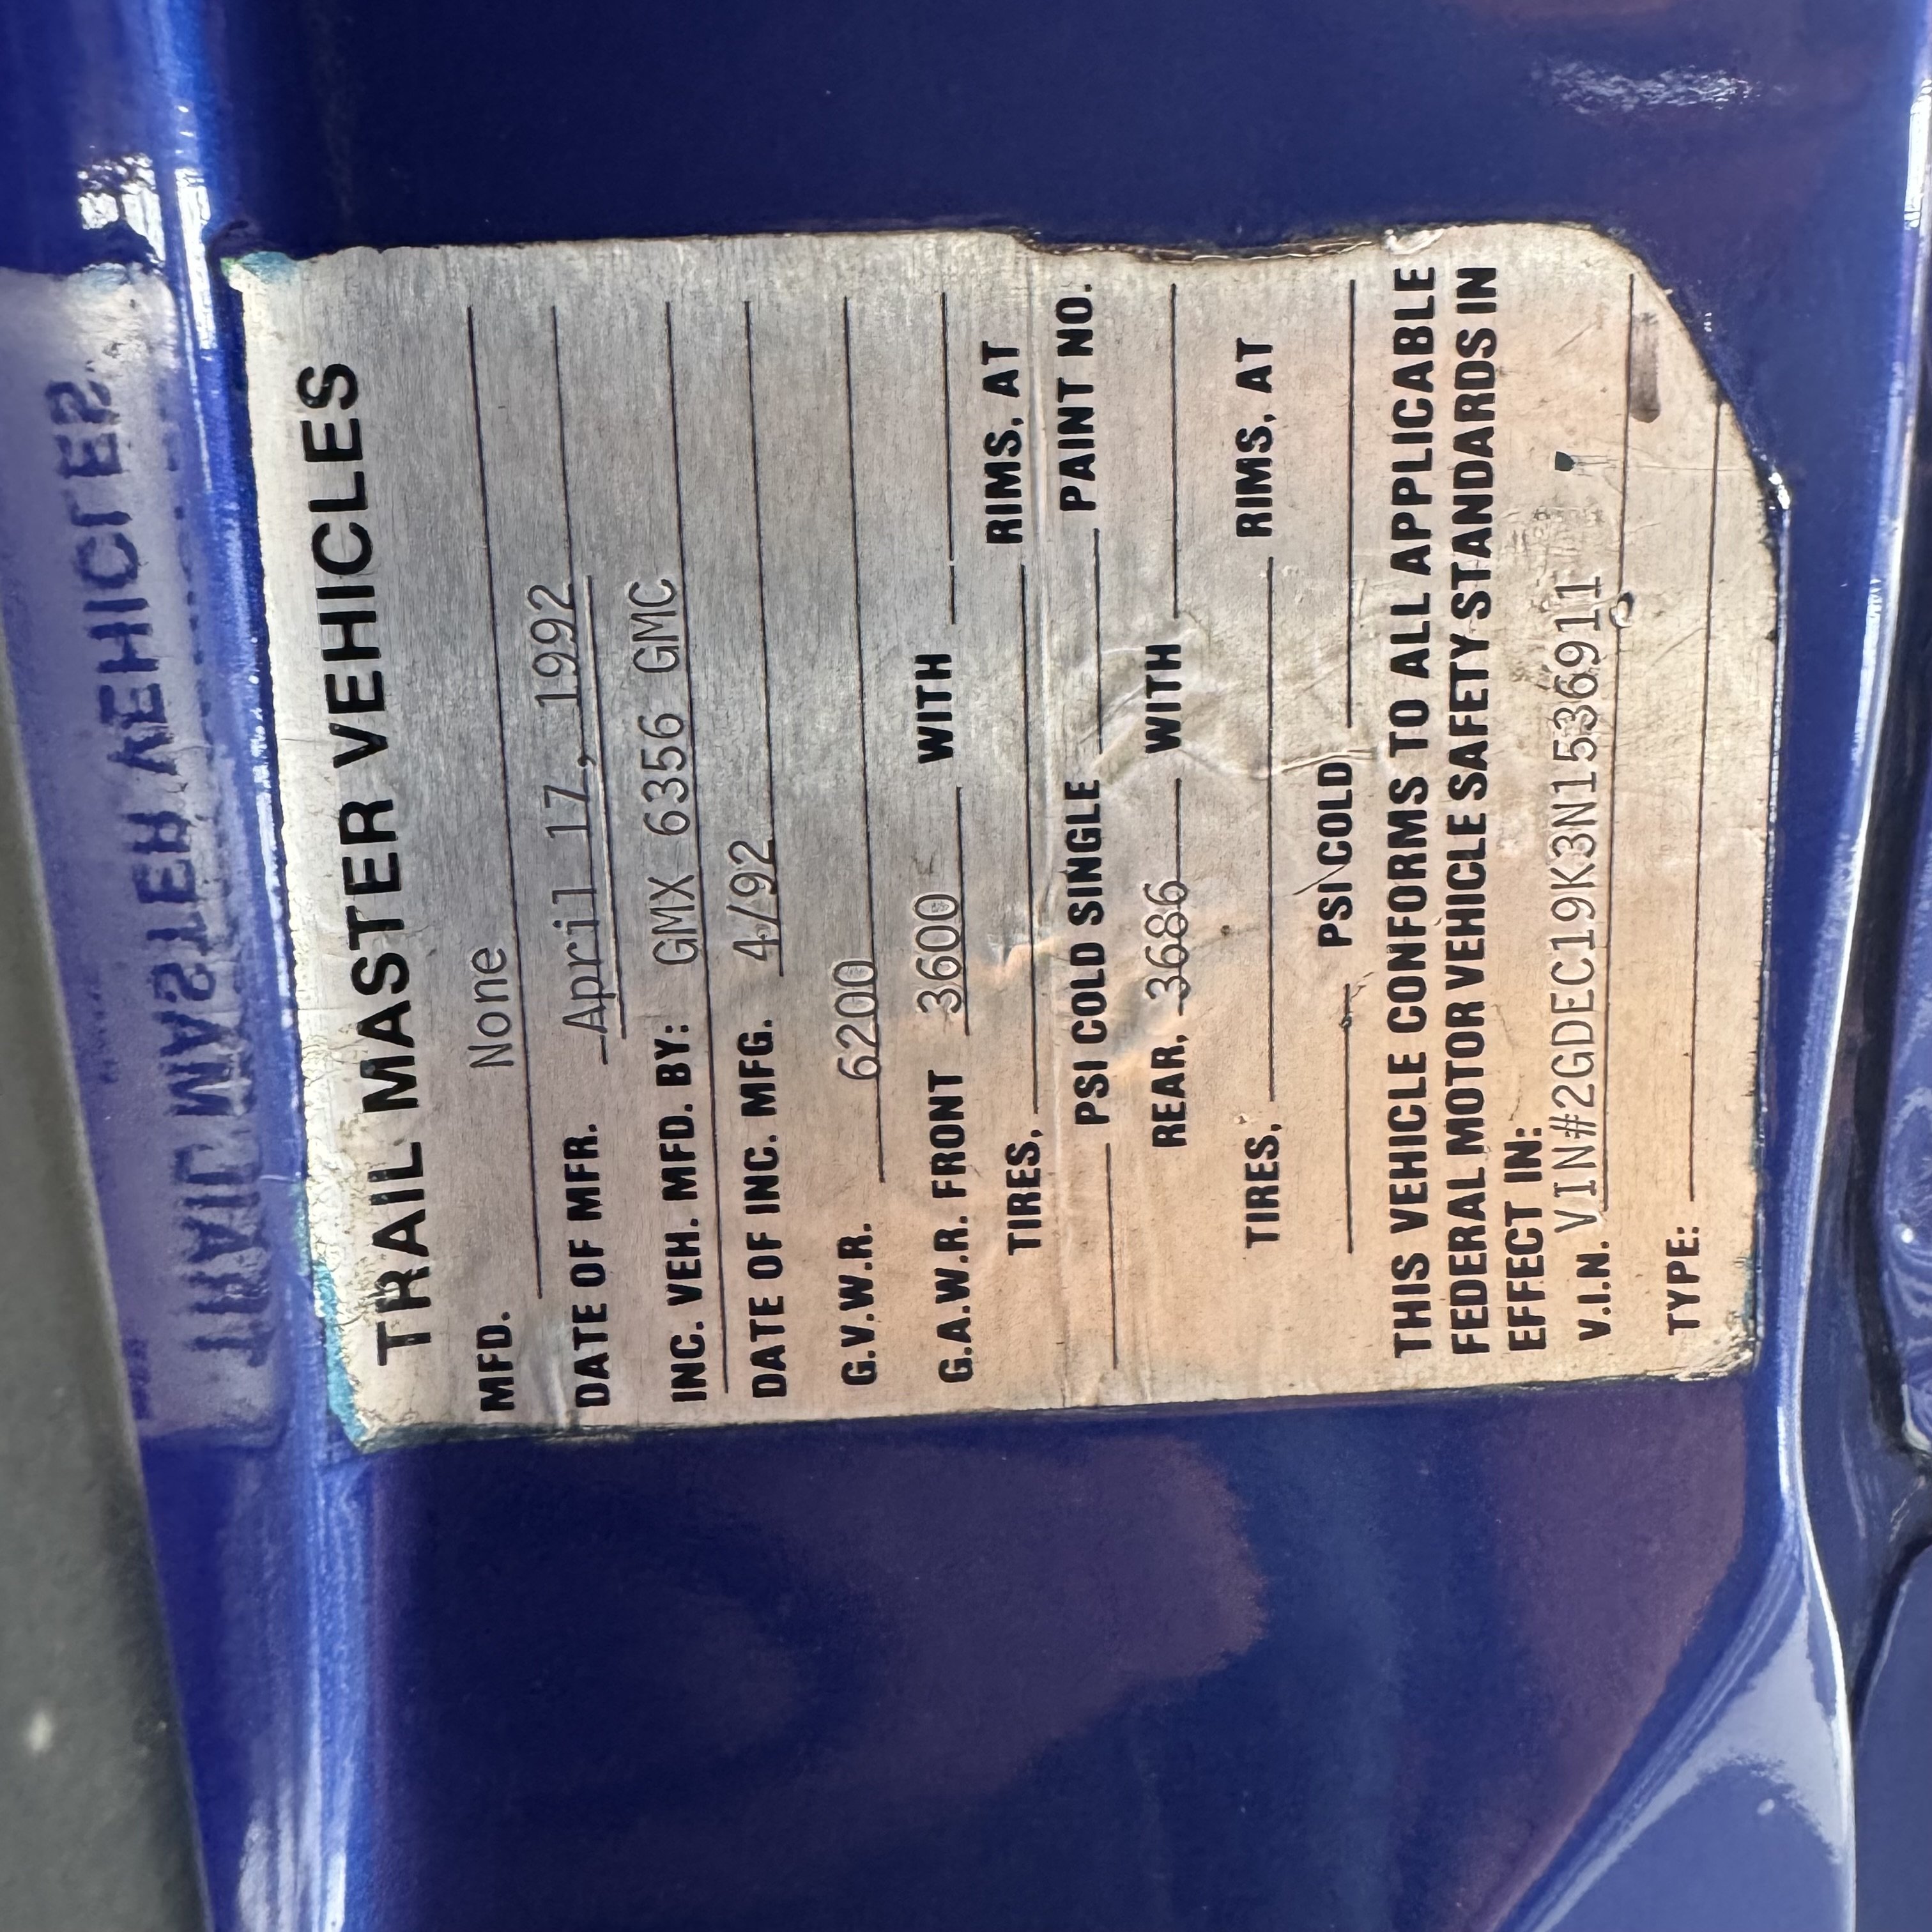 TRAIL MASTER VEHICLES
MFD. None
DATE OF MFR. April 17, 1992
INC. VEH. MFD. BY: GMX 6356 GMC
DATE OF INC. MFG. 4/92
G.V.W.R. 6200
G.A.W.R. FRONT 3600 WITH
TIRES, RIMS, AT
PSI COLD SINGLE PAINT NO.
REAR, 3686 WITH
TIRES, RIMS, AT
PSI COLD
THIS VEHICLE CONFORMS TO ALL APPLICABLE
FEDERAL MOTOR VEHICLE SAFETY STANDARDS IN
EFFECT IN:
V.I.N. VIN#2GDEC19K3N1536911
TYPE: